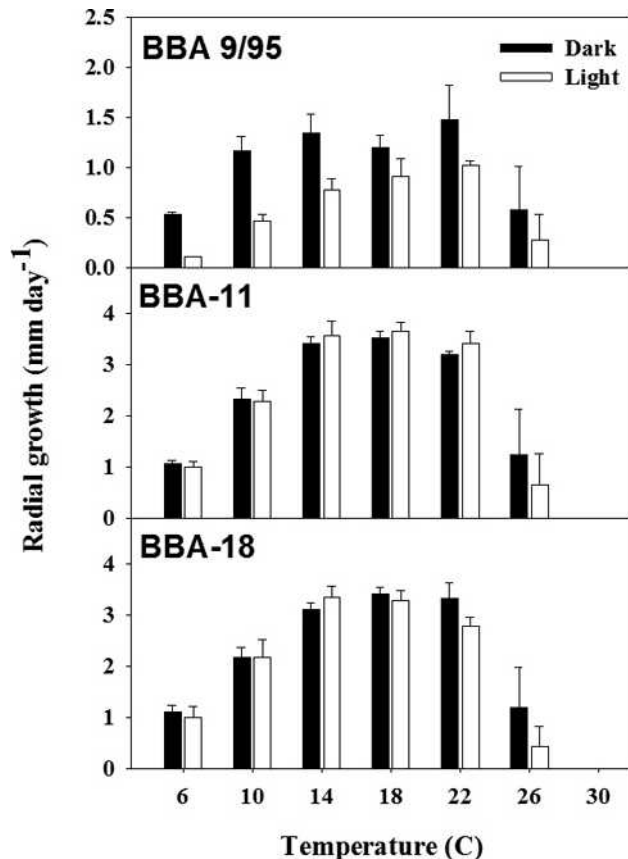 BBA 9/95
Dark
Light
2.5
2.0
1.5
1.0
0.5
0.0
BBA-11
4
3
2
1
0
BBA-18
4
3
2
1
0
Radial growth (mm day-1)
6 10 14 18 22 26 30
Temperature (C)